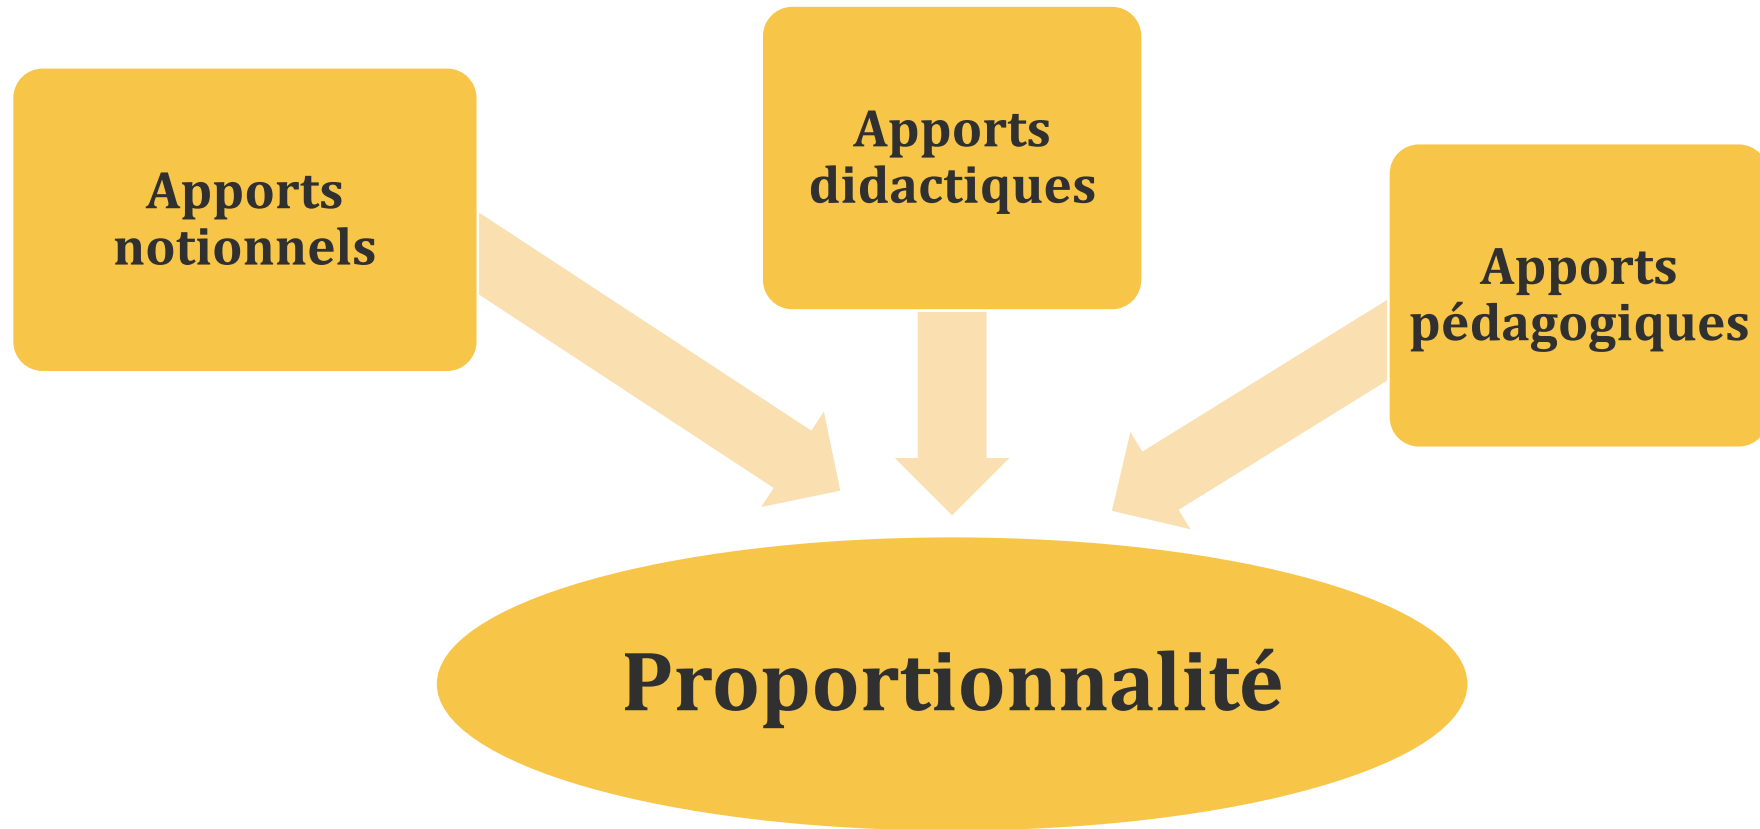 Apports
notionnels
Apports
didactiques
Apports
pédagogiques
Proportionnalité